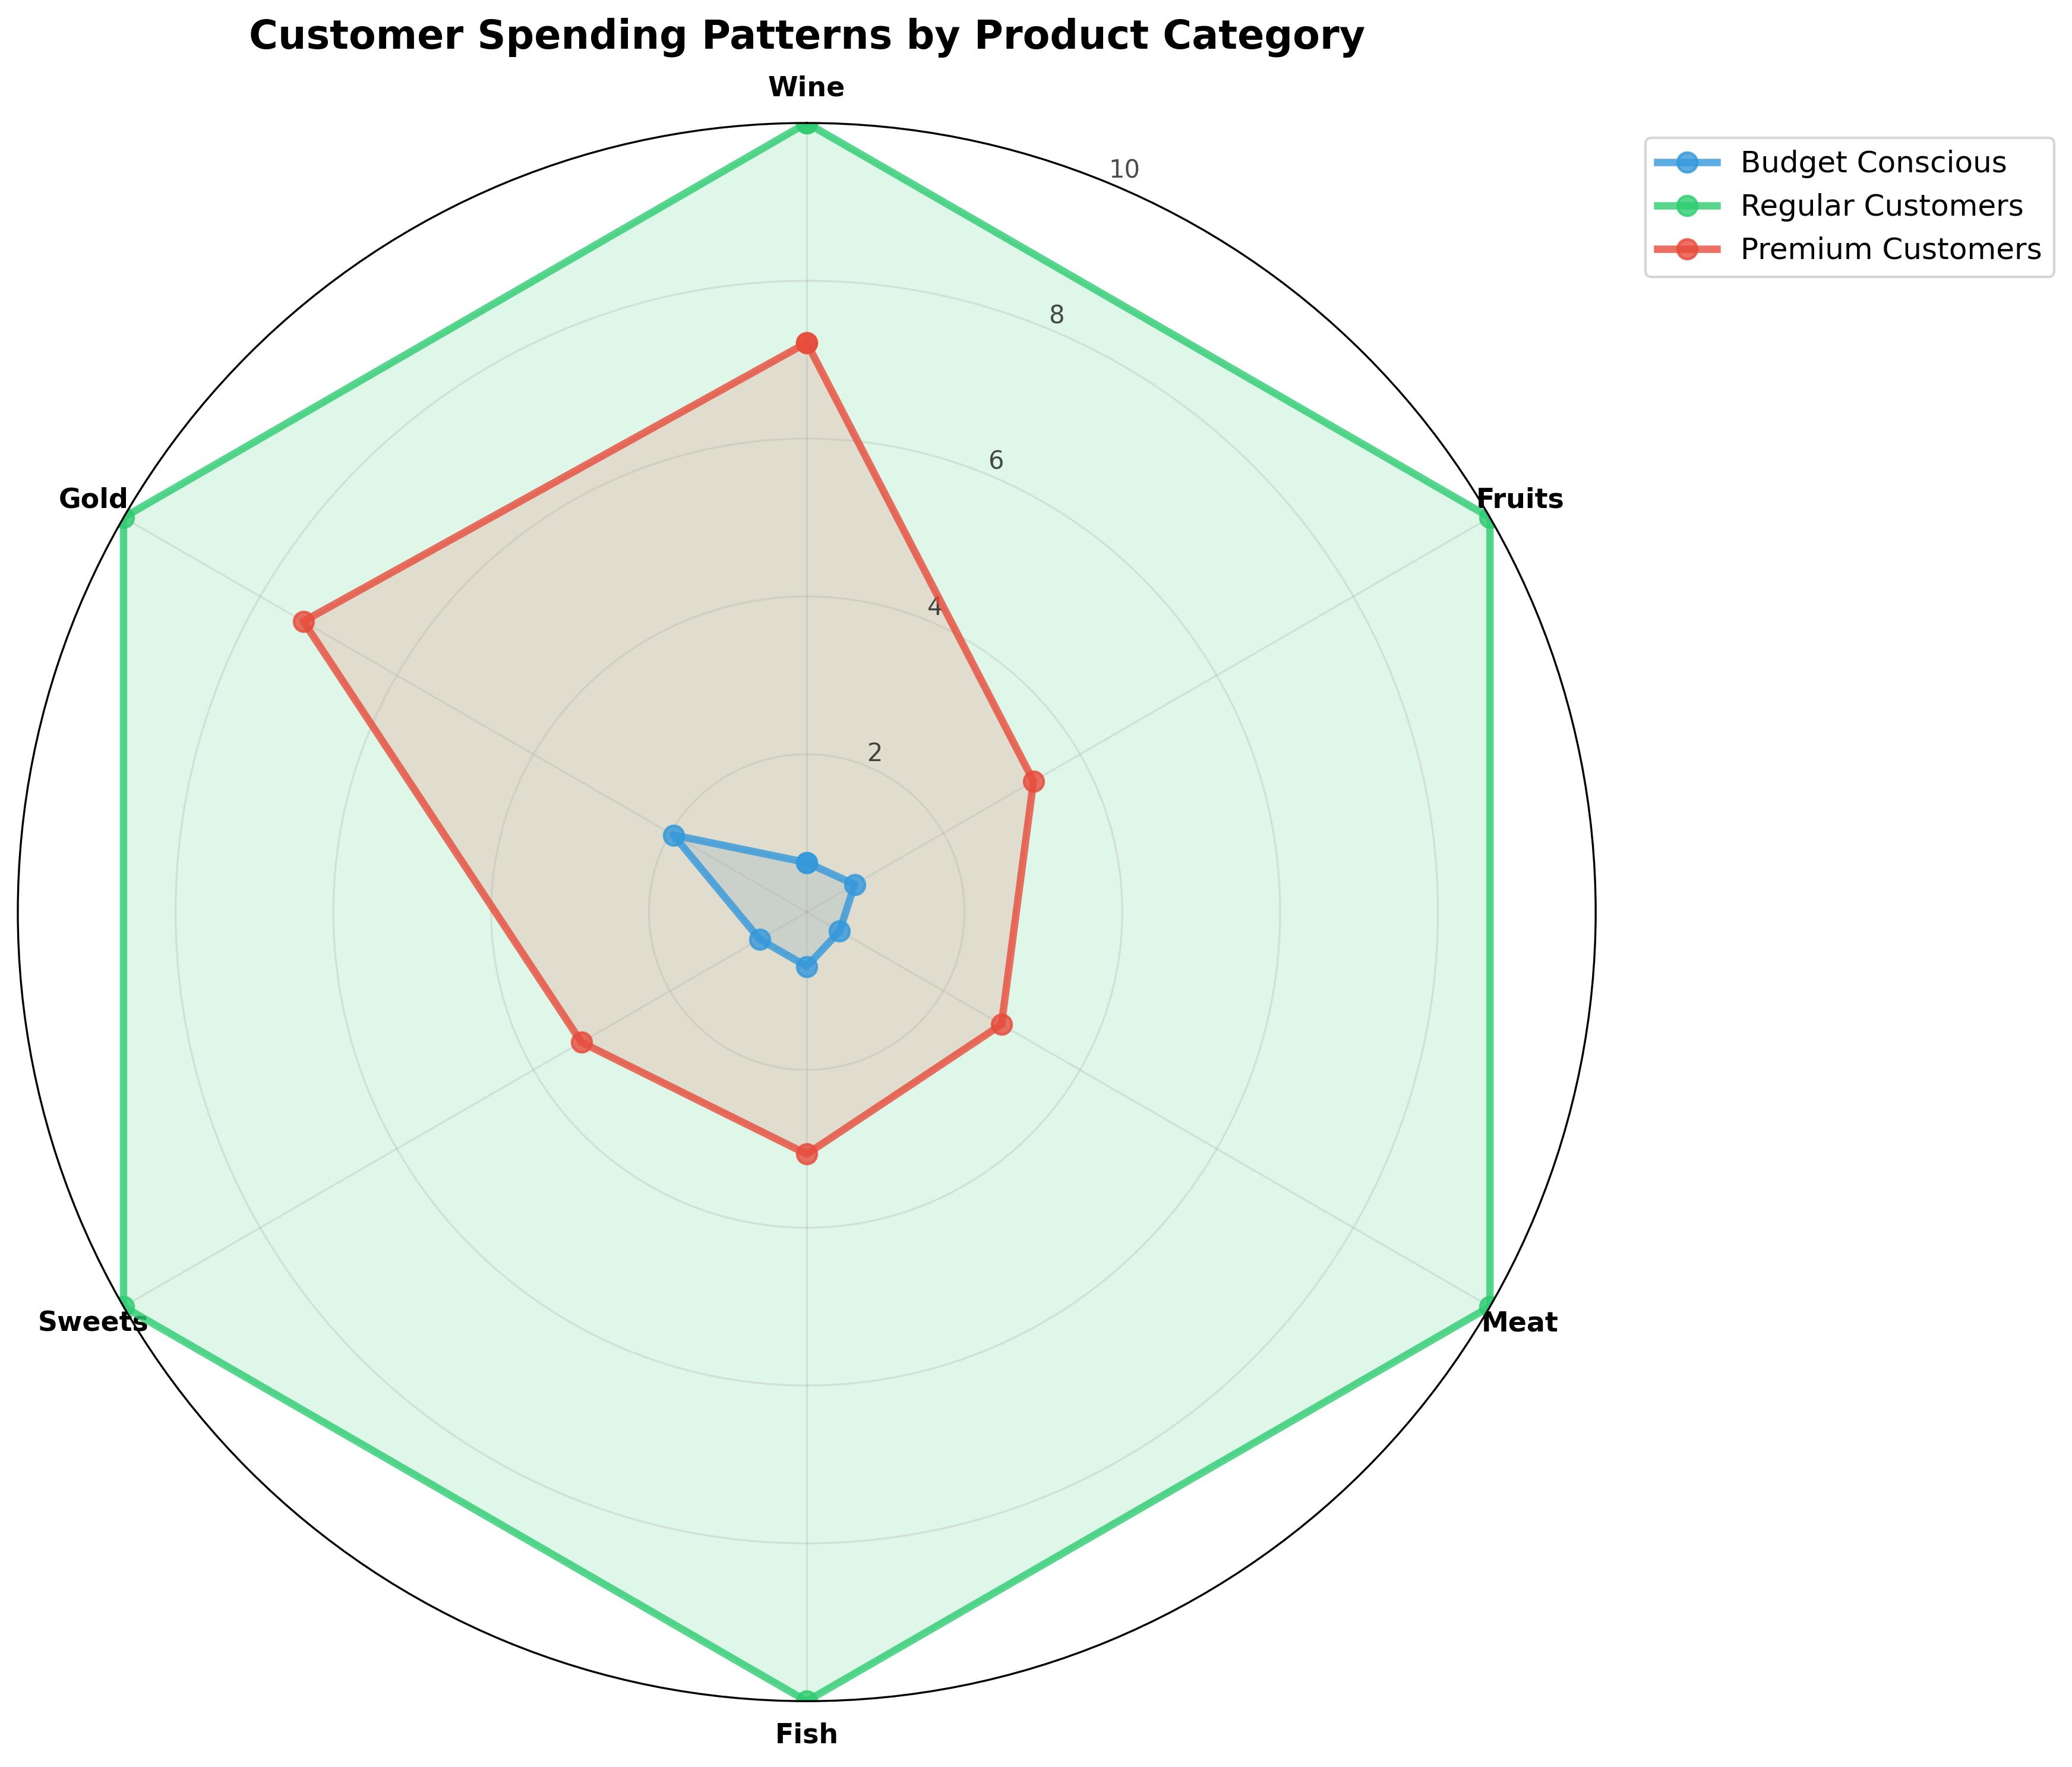 Customer Spending Patterns by Product Category
Wine
10
Budget Conscious
Regular Customers
Premium Customers
8
6
Gold
Fruits
4
2
Sweets
Meat
Fish